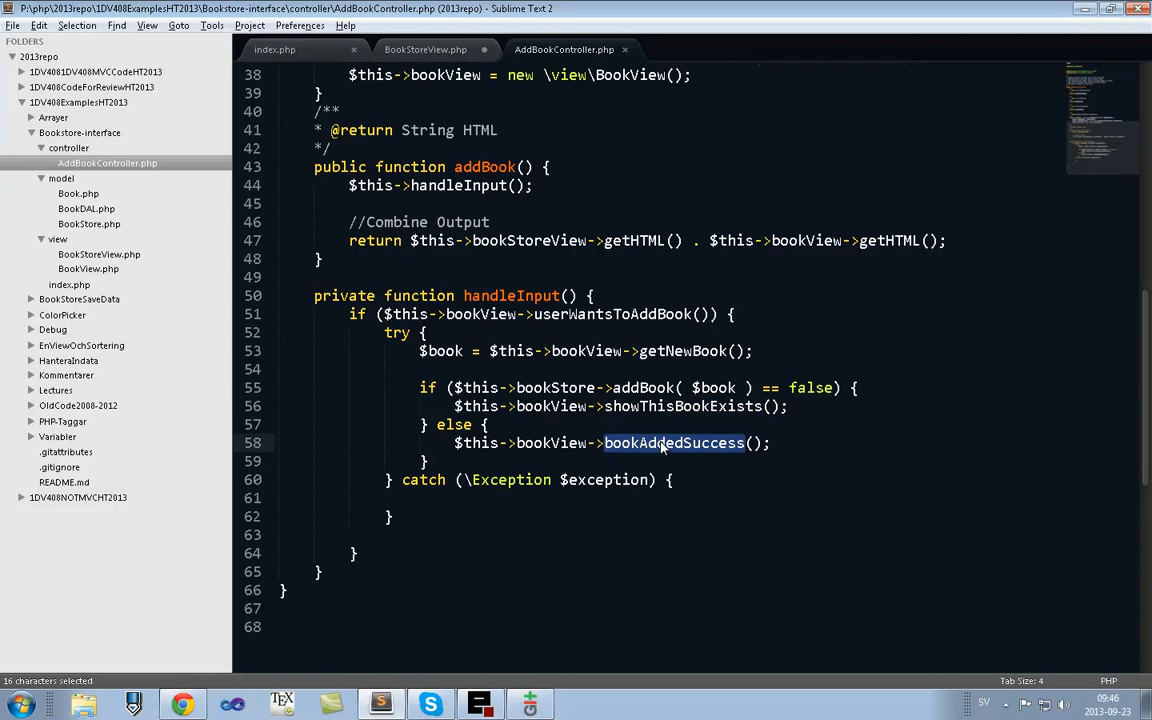 P:\php\2013repo\1DV408ExamplesHT2013\Bookstore-interface\controller\AddBookController.php (2013repo) - Sublime Text 2
File Edit Selection Find View Goto Tools Project Preferences Help
FOLDERS
2013repo
1DV4081DV408MVCCodeHT2013
1DV408CodeForReviewHT2013
1DV408ExamplesHT2013
Arrayer
Bookstore-interface
controller
AddBookController.php
model
Book.php
BookDAL.php
BookStore.php
view
BookStoreView.php
BookView.php
index.php
BookStoreSaveData
ColorPicker
Debug
EnViewOchSortering
HanteraIndata
Kommentarer
Lectures
OldCode2008-2012
PHP-Taggar
Variabler
.gitattributes
.gitignore
README.md
1DV408NOTMVCHT2013
index.php × BookStoreView.php AddBookController.php ×
38 $this->bookView = new \view\BookView();
39 }
40 /**
41 * @return String HTML
42 */
43 public function addBook() {
44 $this->handleInput();
45
46 //Combine Output
47 return $this->bookStoreView->getHTML() . $this->bookView->getHTML();
48 }
49
50 private function handleInput() {
51 if ($this->bookView->userWantsToAddBook()) {
52 try {
53 $book = $this->bookView->getNewBook();
54
55 if ($this->bookStore->addBook( $book ) == false) {
56 $this->bookView->showThisBookExists();
57 } else {
58 $this->bookView->bookAddedSuccess();
59 }
60 } catch (\Exception $exception) {
61
62 }
63
64 }
65 }
66 }
67
68
16 characters selected Tab Size: 4 PHP
SV 09:46
2013-09-23